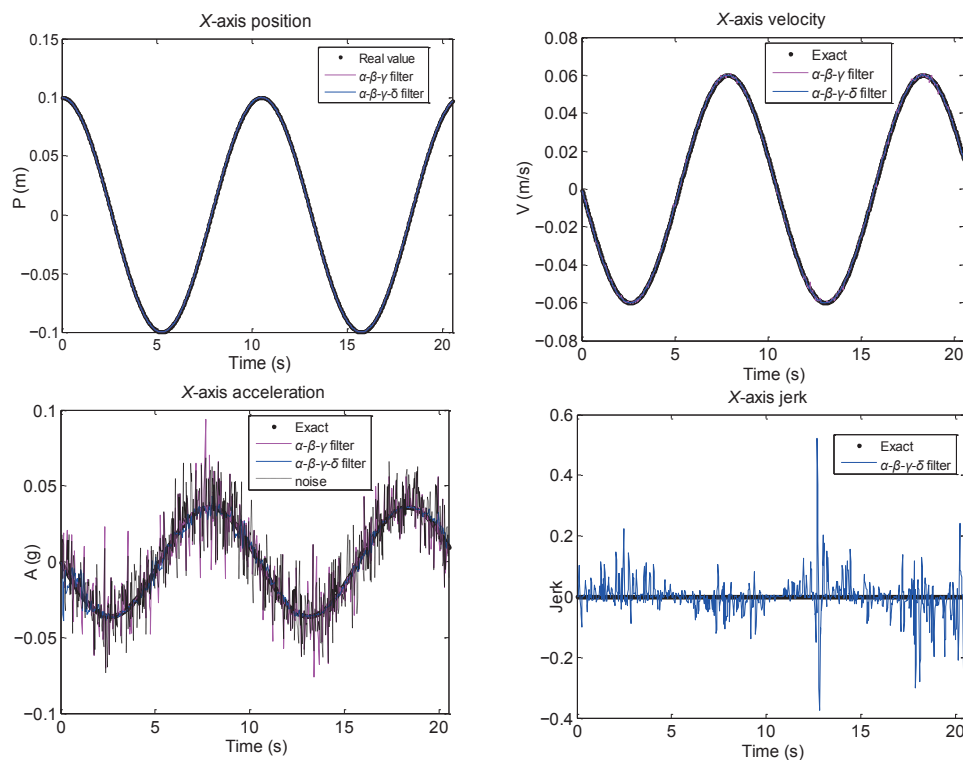 X-axis position
0.15
0.1
0.05
0
−0.05
−0.1
P (m)
Real value
α-β-γ filter
α-β-γ-δ filter
0 5 10 15 20
Time (s)
X-axis velocity
0.08
0.06
0.04
0.02
0
−0.02
−0.04
−0.06
0.08
V (m/s)
Exact
α-β-γ filter
α-β-γ-δ filter
0 5 10 15 20
Time (s)
X-axis acceleration
0.1
0.05
0
−0.05
−0.1
A (g)
Exact
α-β-γ filter
α-β-γ-δ filter
noise
0 5 10 15 20
Time (s)
X-axis jerk
0.6
0.4
0.2
0.0
−0.2
−0.4
Jerk
Exact
α-β-γ-δ filter
0 5 10 15 20
Time (s)